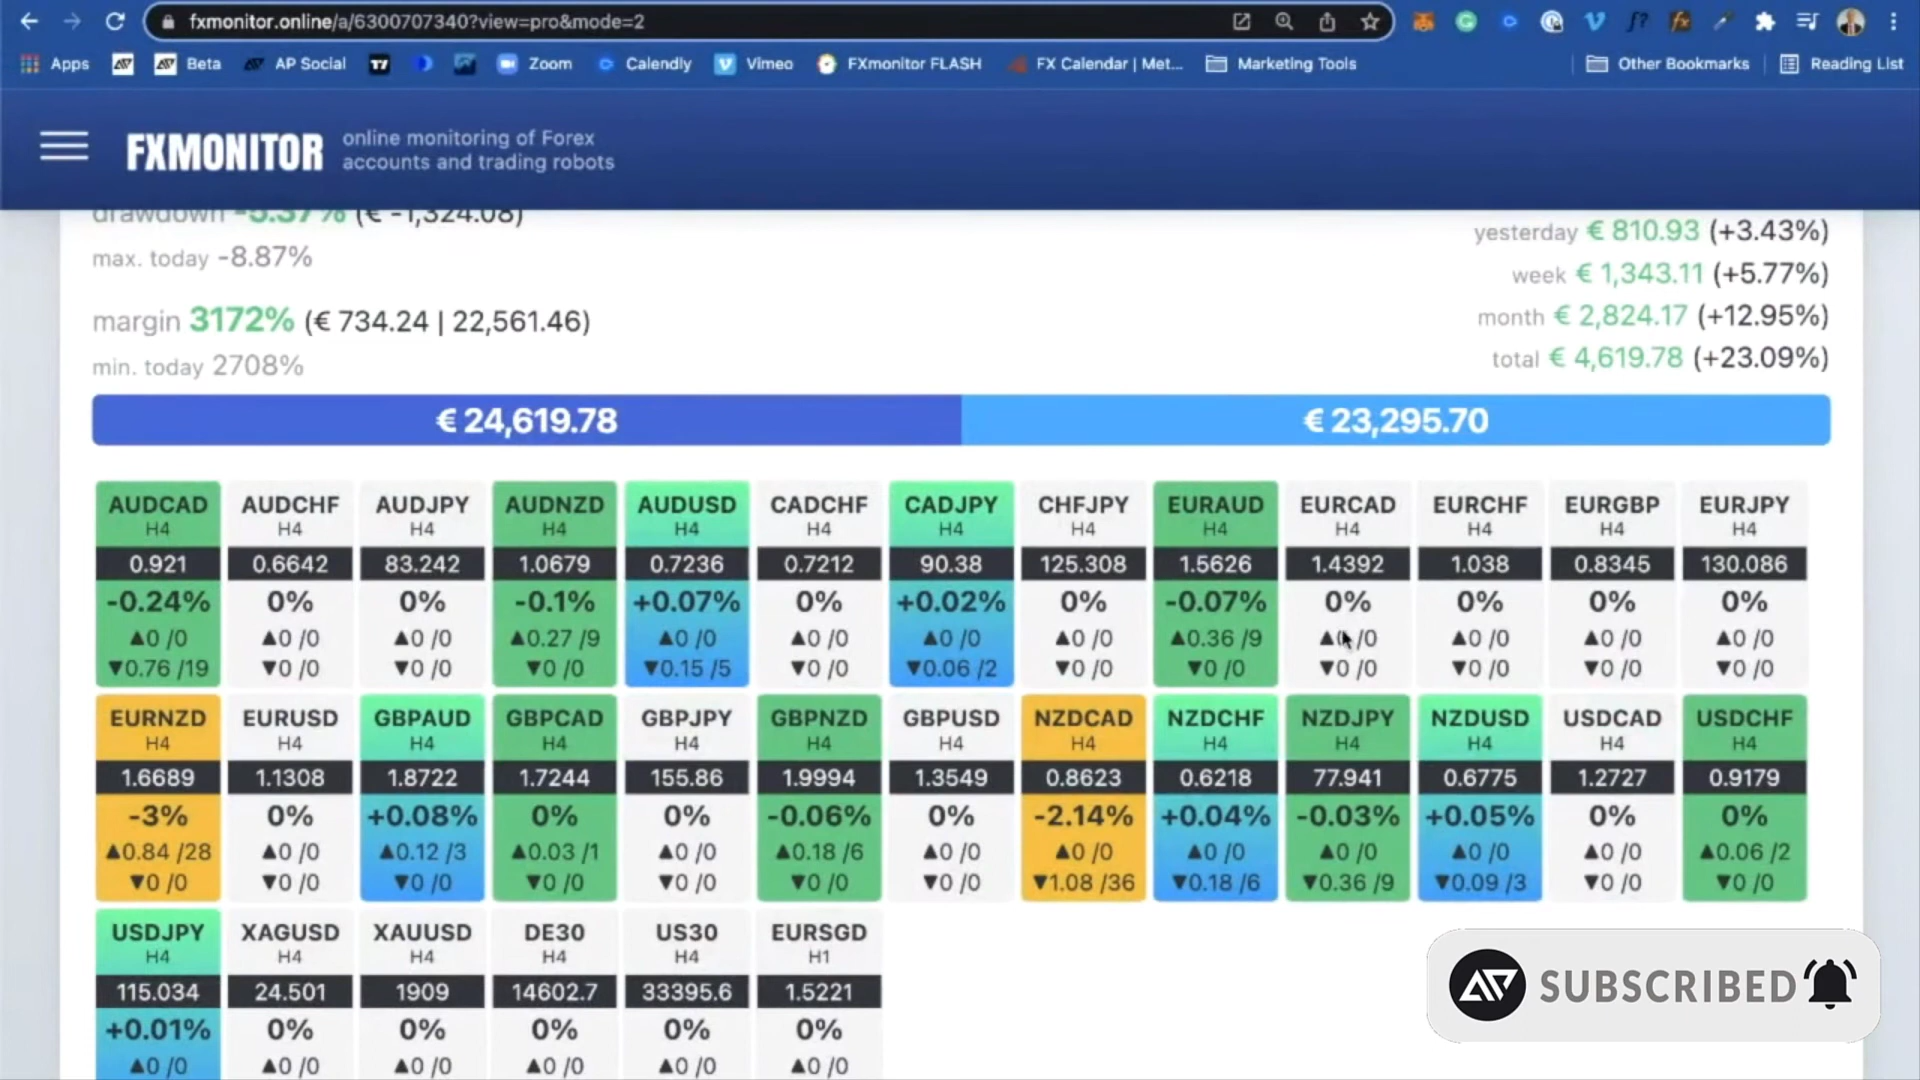 fxmonitor.online/a/6300707340?view=pro&mode=2
Apps Beta AP Social Zoom Calendly Vimeo FXmonitor FLASH FX Calendar | Met... Marketing Tools Other Bookmarks Reading List
FXMONITOR
online monitoring of Forex
accounts and trading robots
drawdown -5.37% (€ -1,324.08)
max. today -8.87%
margin 3172% (€ 734.24 | 22,561.46)
min. today 2708%
yesterday € 810.93 (+3.43%)
week € 1,343.11 (+5.77%)
month € 2,824.17 (+12.95%)
total € 4,619.78 (+23.09%)
€ 24,619.78 € 23,295.70
AUDCAD AUDCHF AUDJPY AUDNZD AUDUSD CADCHF CADJPY CHFJPY EURAUD EURCAD EURCHF EURGBP EURJPY
H4 H4 H4 H4 H4 H4 H4 H4 H4 H4 H4 H4 H4
0.921 0.6642 83.242 1.0679 0.7236 0.7212 90.38 125.308 1.5626 1.4392 1.038 0.8345 130.086
-0.24% 0% 0% -0.1% +0.07% 0% +0.02% 0% -0.07% 0% 0% 0% 0%
▲0 /0 ▲0 /0 ▲0 /0 ▲0.27 /9 ▲0 /0 ▲0 /0 ▲0 /0 ▲0 /0 ▲0.36 /9 ▲0 /0 ▲0 /0 ▲0 /0 ▲0 /0
▼0.76 /19 ▼0 /0 ▼0 /0 ▼0 /0 ▼0.15 /5 ▼0 /0 ▼0.06 /2 ▼0 /0 ▼0 /0 ▼0 /0 ▼0 /0 ▼0 /0 ▼0 /0
EURNZD EURUSD GBPAUD GBPCAD GBPJPY GBPNZD GBPUSD NZDCAD NZDCHF NZDJPY NZDUSD USDCAD USDCHF
H4 H4 H4 H4 H4 H4 H4 H4 H4 H4 H4 H4 H4
1.6689 1.1308 1.8722 1.7244 155.86 1.9994 1.3549 0.8623 0.6218 77.941 0.6775 1.2727 0.9179
-3% 0% +0.08% 0% 0% -0.06% 0% -2.14% +0.04% -0.03% +0.05% 0% 0%
▲0.84 /28 ▲0 /0 ▲0.12 /3 ▲0.03 /1 ▲0 /0 ▲0.18 /6 ▲0 /0 ▲0 /0 ▲0 /0 ▲0 /0 ▲0 /0 ▲0 /0 ▲0.06 /2
▼0 /0 ▼0 /0 ▼0 /0 ▼0 /0 ▼0 /0 ▼0 /0 ▼0 /0 ▼1.08 /36 ▼0.18 /6 ▼0.36 /9 ▼0.09 /3 ▼0 /0 ▼0 /0
USDJPY XAGUSD XAUUSD DE30 US30 EURSGD
H4 H4 H4 H4 H4 H1
115.034 24.501 1909 14602.7 33395.6 1.5221
+0.01% 0% 0% 0% 0% 0%
▲0 /0 ▲0 /0 ▲0 /0 ▲0 /0 ▲0 /0 ▲0 /0
SUBSCRIBED